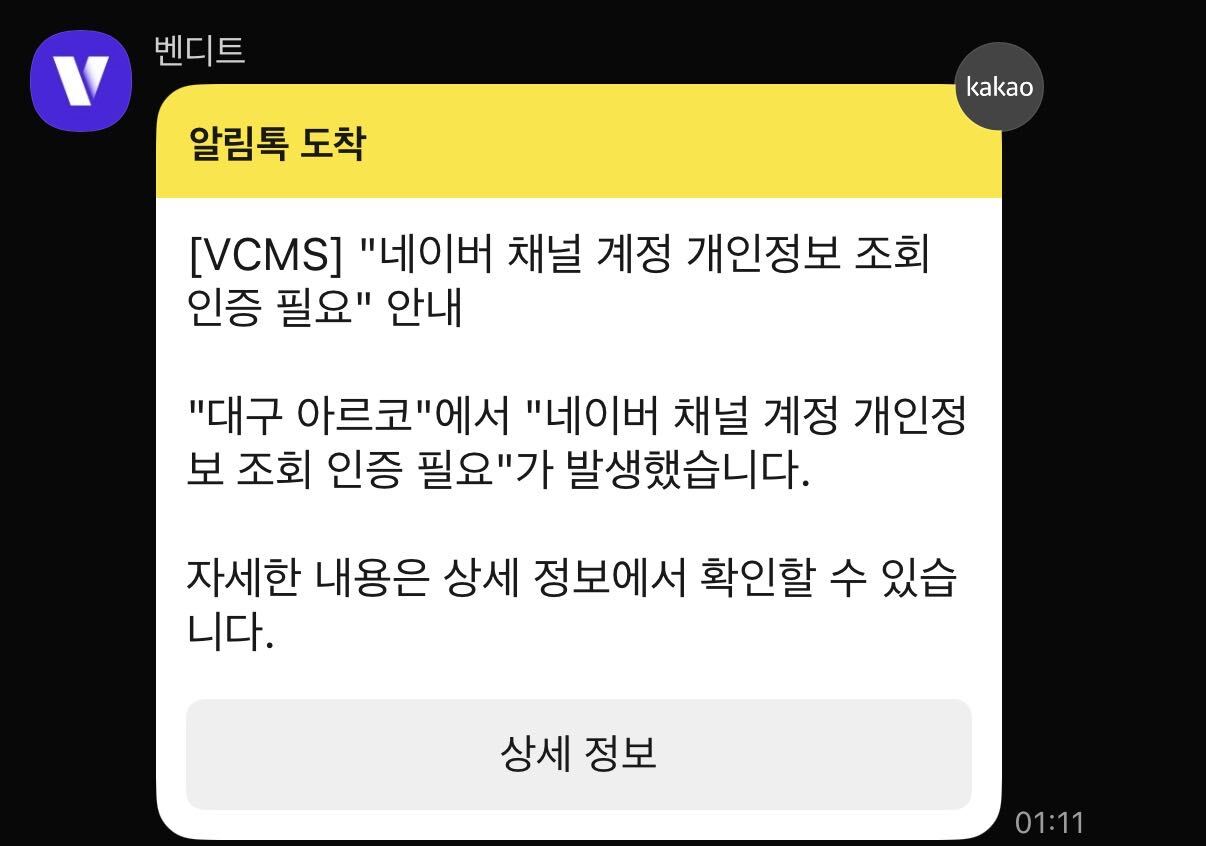 벤디트
kakao
알림톡 도착
[VCMS] "네이버 채널 계정 개인정보 조회
인증 필요" 안내
"대구 아르코"에서 "네이버 채널 계정 개인정
보 조회 인증 필요"가 발생했습니다.
자세한 내용은 상세 정보에서 확인할 수 있습
니다.
상세 정보
01:11